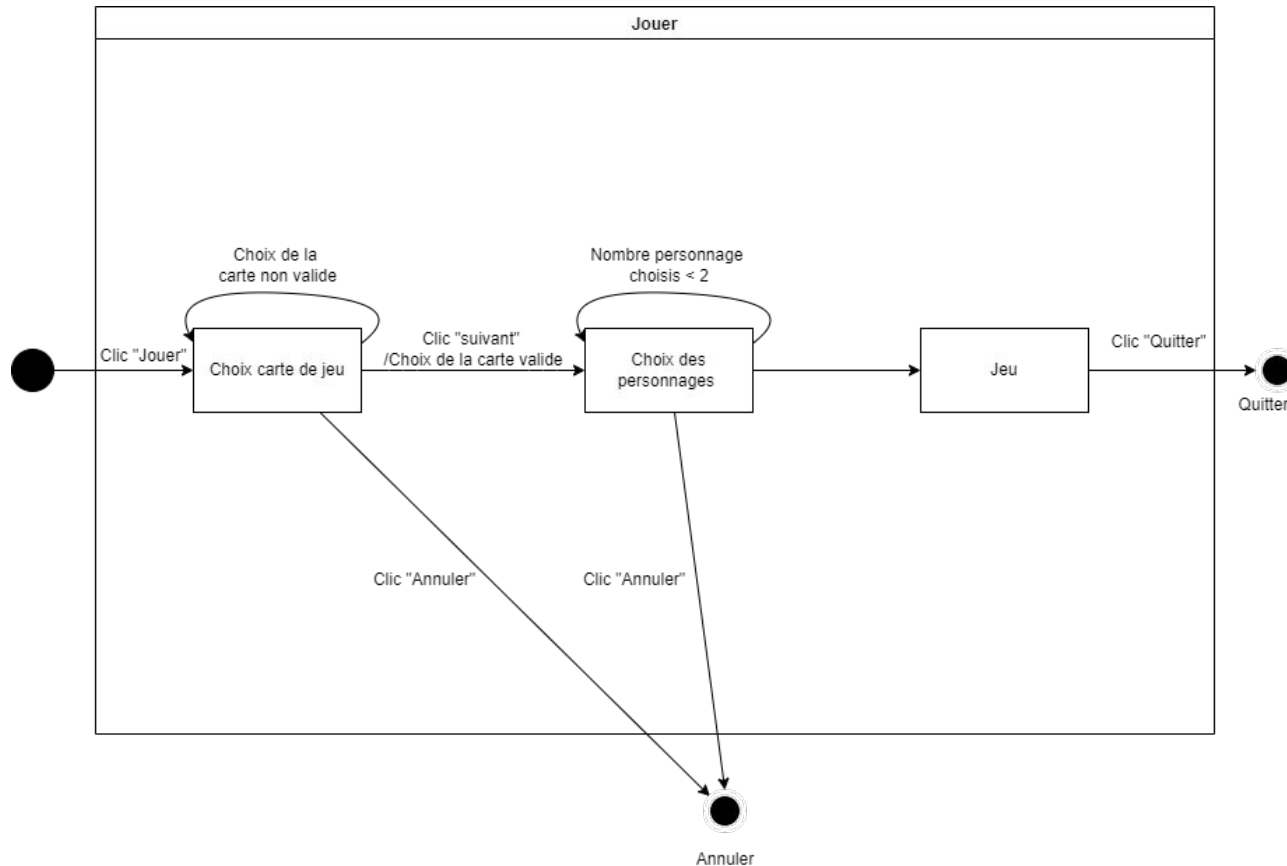 Jouer
Choix de la
carte non valide
Nombre personnage
choisis < 2
Clic "Jouer"
Choix carte de jeu
Clic "suivant"
/Choix de la carte valide
Choix des
personnages
Jeu
Clic "Quitter"
Quitter
Clic "Annuler"
Clic "Annuler"
Annuler